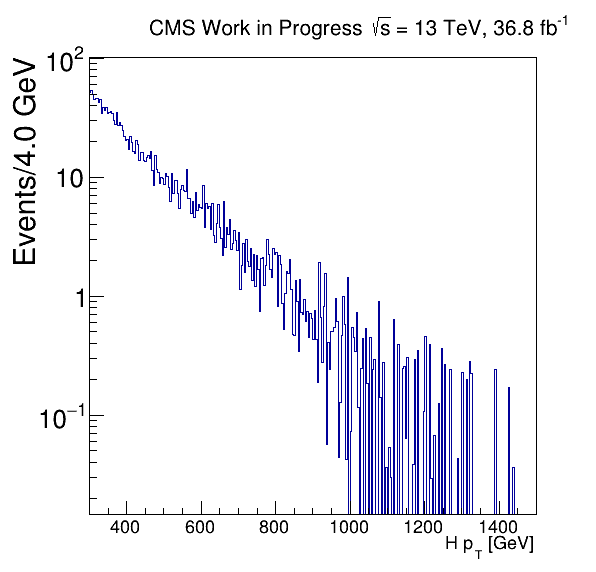 CMS Work in Progress √s = 13 TeV, 36.8 fb⁻¹
Events/4.0 GeV
10²
10
1
10⁻¹
400 600 800 1000 1200 1400
H p_T [GeV]